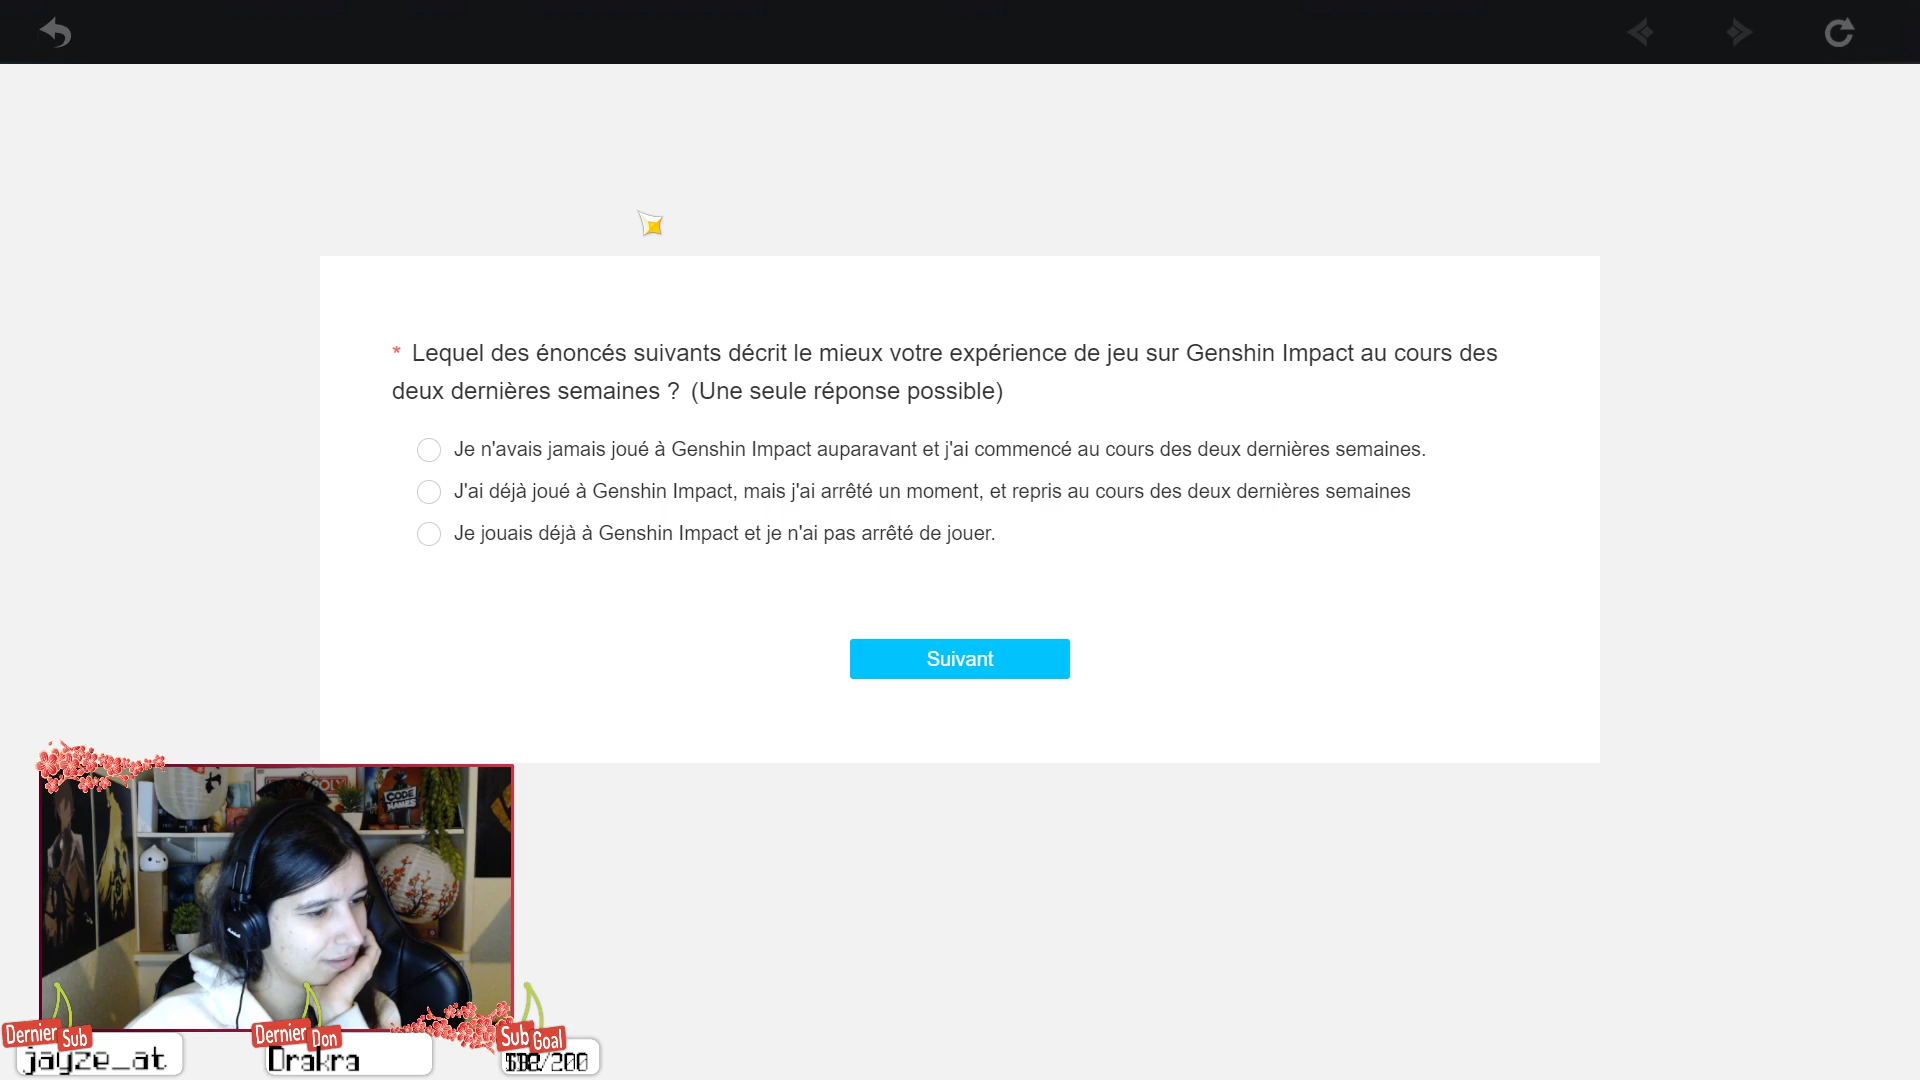 * Lequel des énoncés suivants décrit le mieux votre expérience de jeu sur Genshin Impact au cours des
deux dernières semaines ? (Une seule réponse possible)
Je n'avais jamais joué à Genshin Impact auparavant et j'ai commencé au cours des deux dernières semaines.
J'ai déjà joué à Genshin Impact, mais j'ai arrêté un moment, et repris au cours des deux dernières semaines
Je jouais déjà à Genshin Impact et je n'ai pas arrêté de jouer.
Suivant
CODE
NAMES
Dernier Sub
jayze_at
Dernier Don
Drakra
Sub Goal
/200